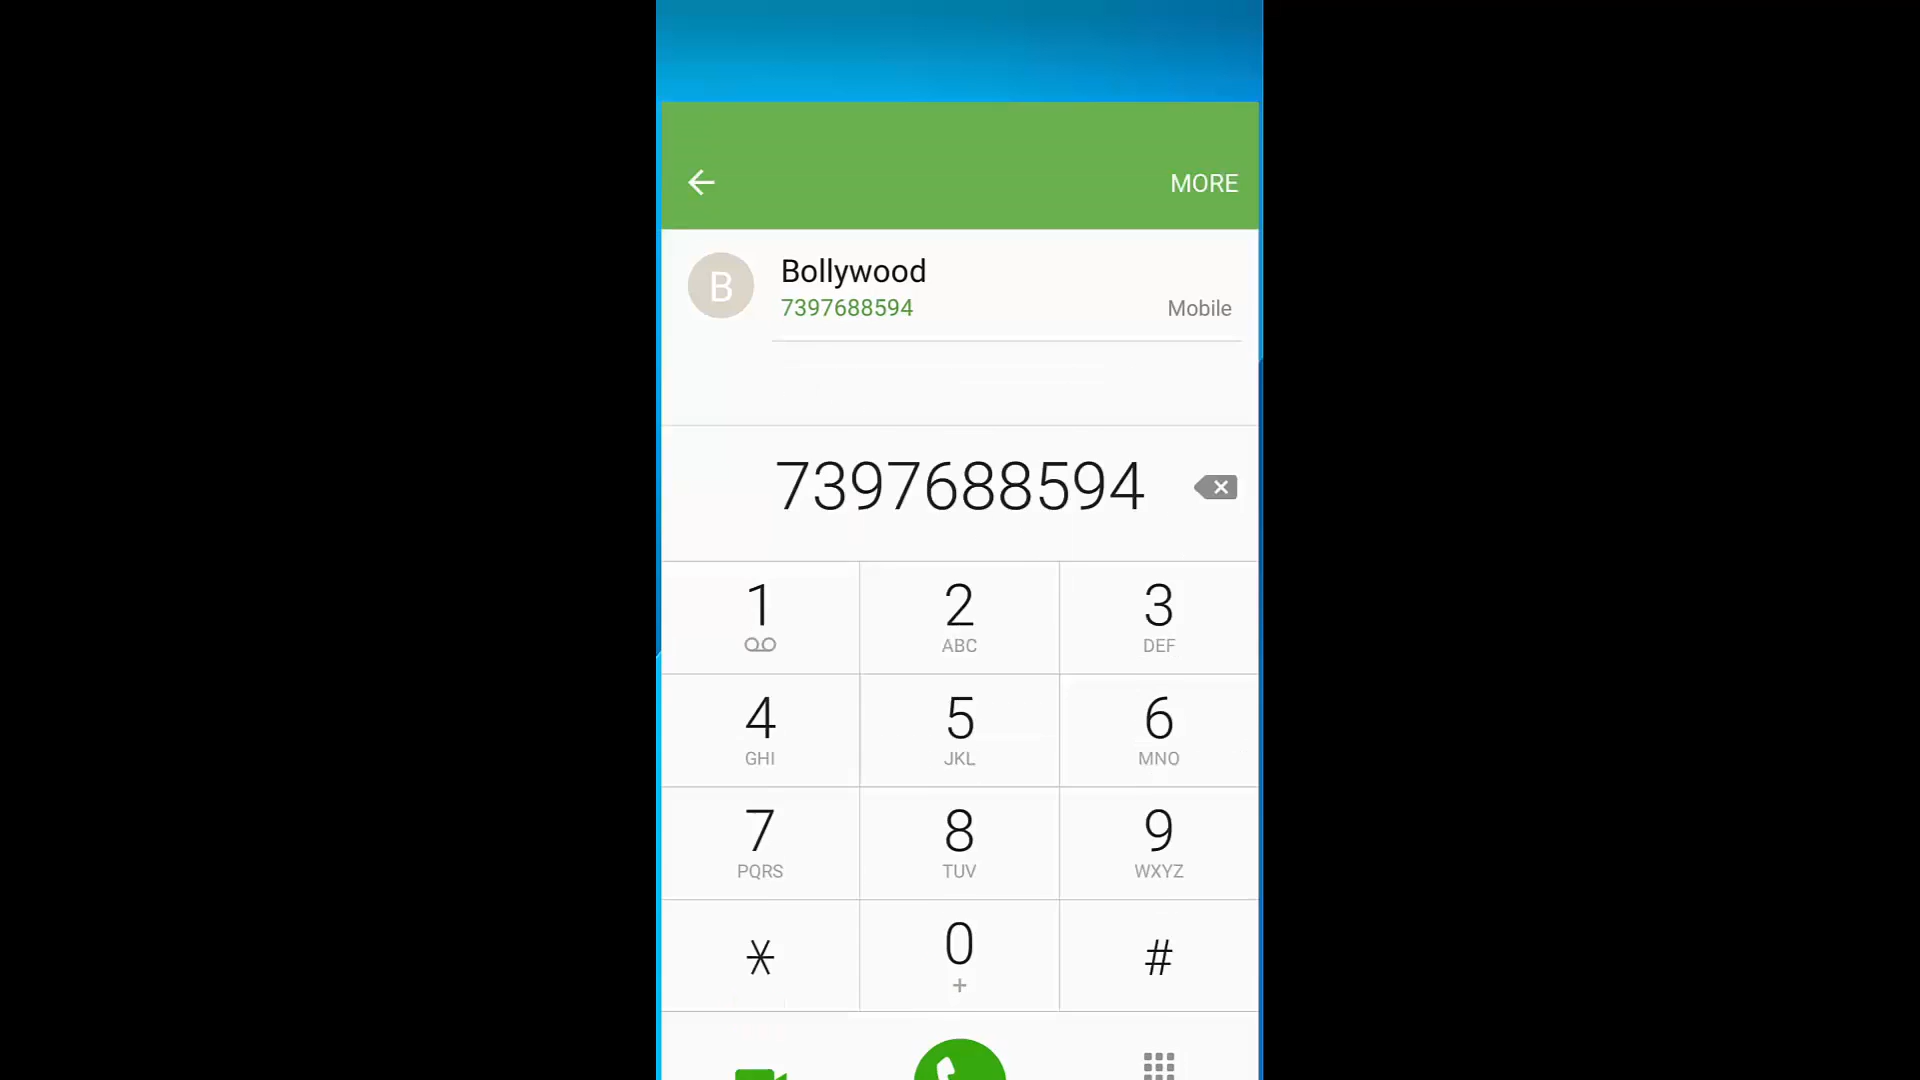 MORE
B
Bollywood
7397688594
Mobile
7397688594
1 2 3
ABC DEF
4 5 6
GHI JKL MNO
7 8 9
PQRS TUV WXYZ
* 0 #
+